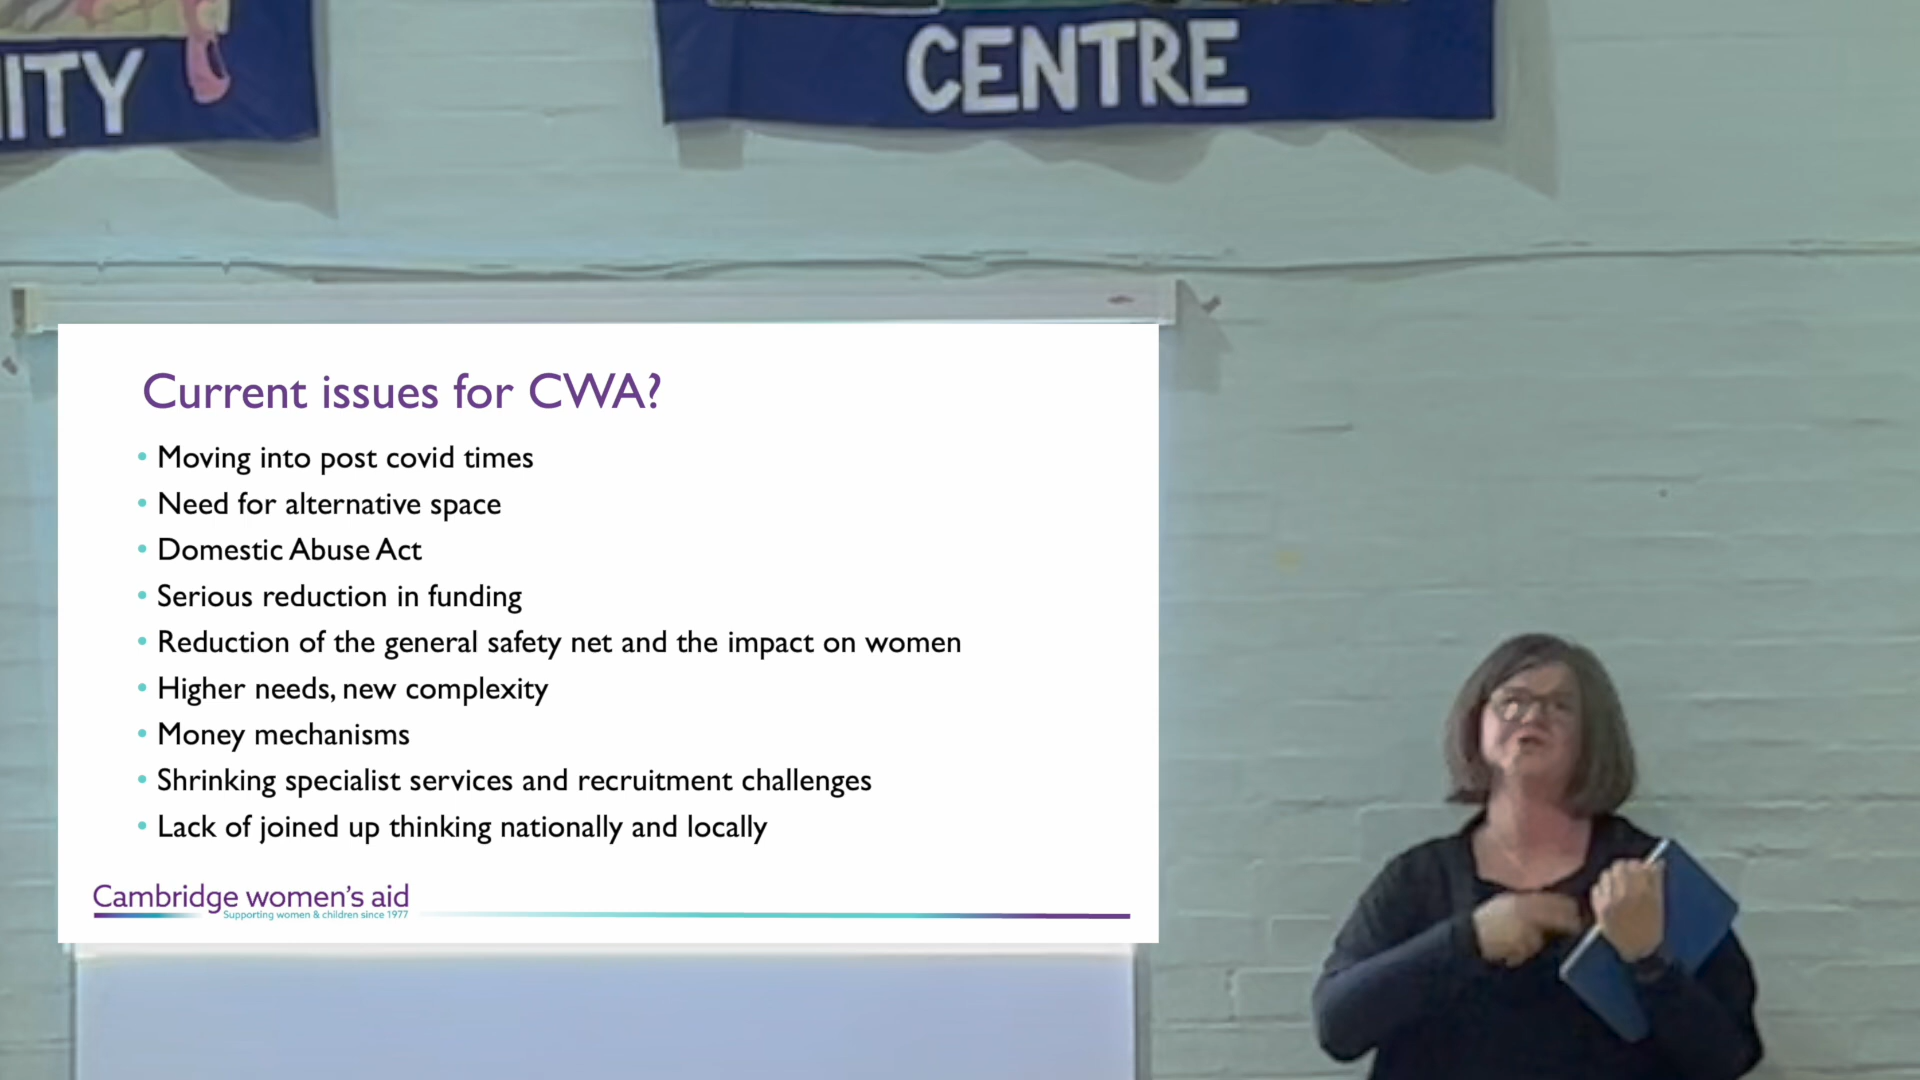 ITY
CENTRE
Current issues for CWA?
• Moving into post covid times
• Need for alternative space
• Domestic Abuse Act
• Serious reduction in funding
• Reduction of the general safety net and the impact on women
• Higher needs, new complexity
• Money mechanisms
• Shrinking specialist services and recruitment challenges
• Lack of joined up thinking nationally and locally
Cambridge women's aid
Supporting women & children since 1977